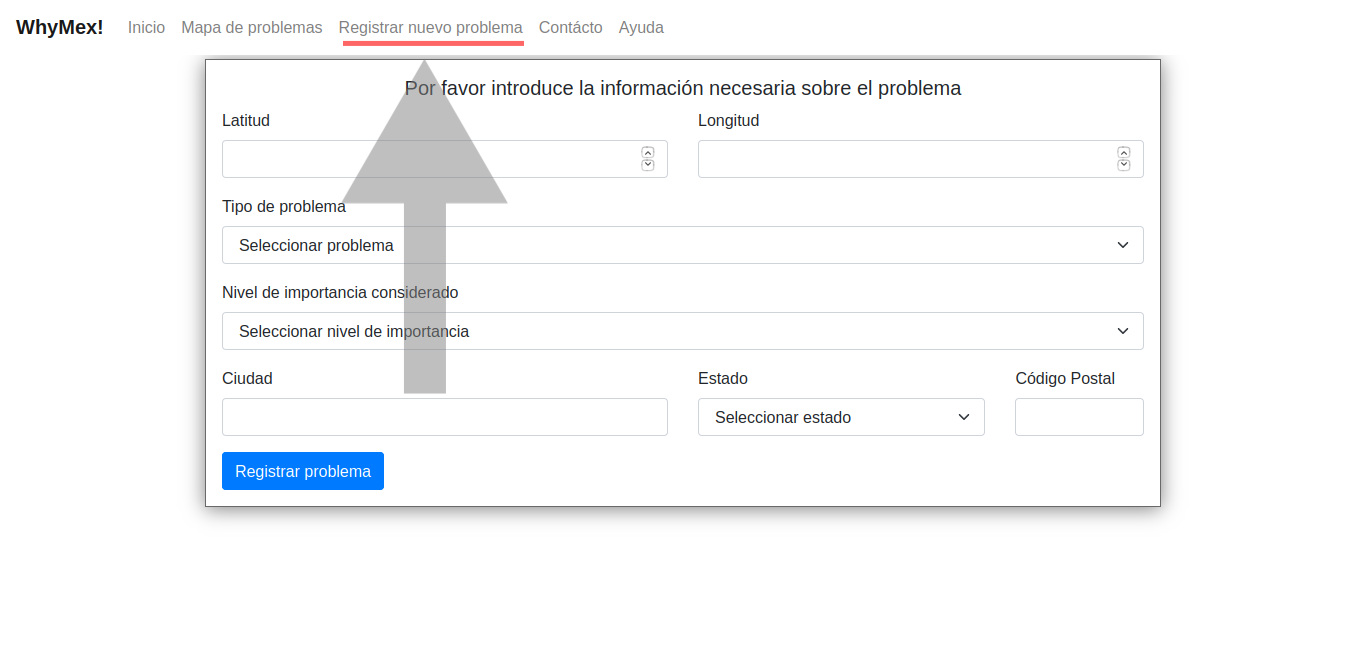 WhyMex! Inicio Mapa de problemas Registrar nuevo problema Contácto Ayuda
Por favor introduce la información necesaria sobre el problema
Latitud Longitud
Tipo de problema
Seleccionar problema
Nivel de importancia considerado
Seleccionar nivel de importancia
Ciudad Estado Código Postal
Seleccionar estado
Registrar problema